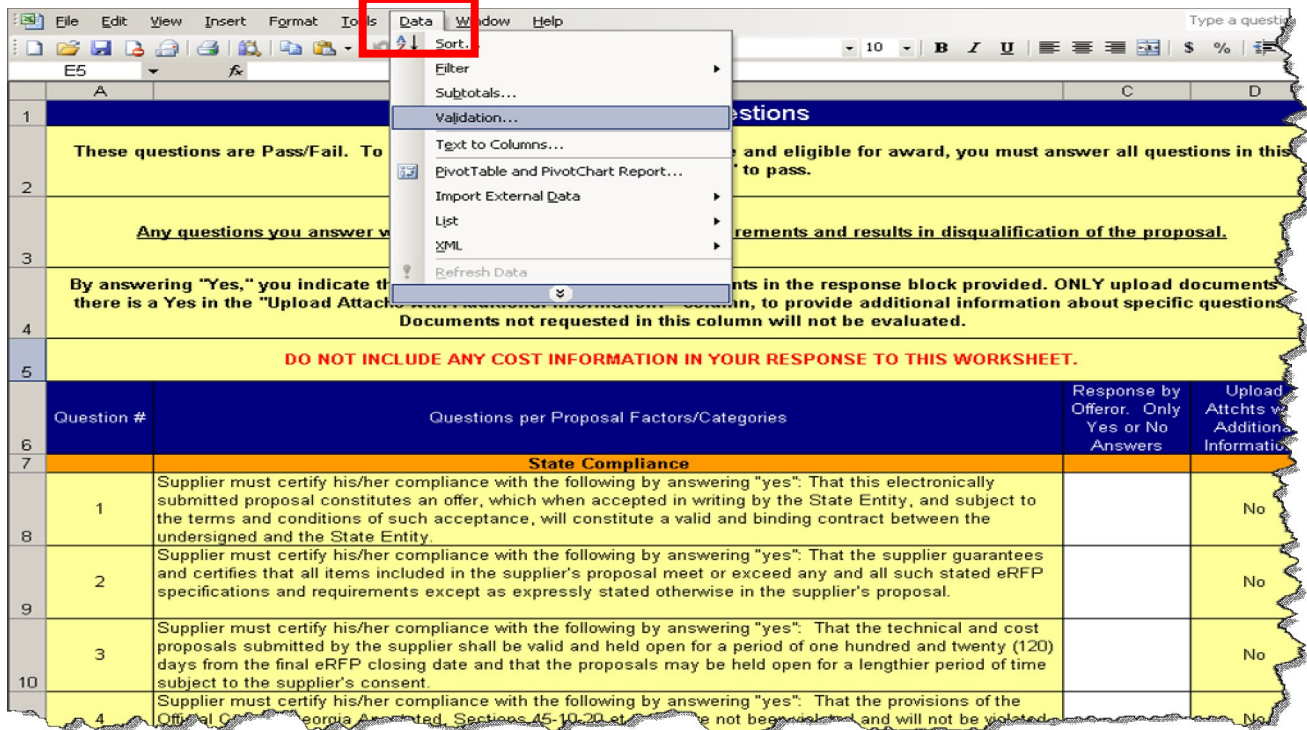 File Edit View Insert Format Data Window Help
Type a
10 B I U $ %
E5 fx
A C D
Sort...
Filter
Subtotals...
Validation...
Text to Columns...
PivotTable and PivotChart Report...
Import External Data
List
XML
Refresh Data
1
These questions are Pass/Fail. To and eligible for award, you must answer all questions in this
to pass.
2
Any questions you answer and results in disqualification of the proposal.
3
By answering "Yes," you indicate in the response block provided. ONLY upload documents
there is a Yes in the "Upload to provide additional information about specific questions
Documents not requested in this column will not be evaluated.
4
DO NOT INCLUDE ANY COST INFORMATION IN YOUR RESPONSE TO THIS WORKSHEET.
5
Question #
Questions per Proposal Factors/Categories
Response by
Offeror. Only
Yes or No
Answers
Upload
Attchts
6
7 State Compliance
Supplier must certify his/her compliance with the following by answering "yes": That this electronically
submitted proposal constitutes an offer, which when accepted in writing by the State Entity, and subject to
the terms and conditions of such acceptance, will constitute a valid and binding contract between the
undersigned and the State Entity.
1
No
8
Supplier must certify his/her compliance with the following by answering "yes": That the supplier guarantees
and certifies that all items included in the supplier's proposal meet or exceed any and all such stated eRFP
specifications and requirements except as expressly stated otherwise in the supplier's proposal.
2
No
9
Supplier must certify his/her compliance with the following by answering "yes": That the technical and cost
proposals submitted by the supplier shall be valid and held open for a period of one hundred and twenty (120)
days from the final eRFP closing date and that the proposals may be held open for a lengthier period of time
subject to the supplier's consent.
3
No
10
Supplier must certify his/her compliance with the following by answering "yes": That the provisions of the
4 Sections 45-10-20 not and will not be No